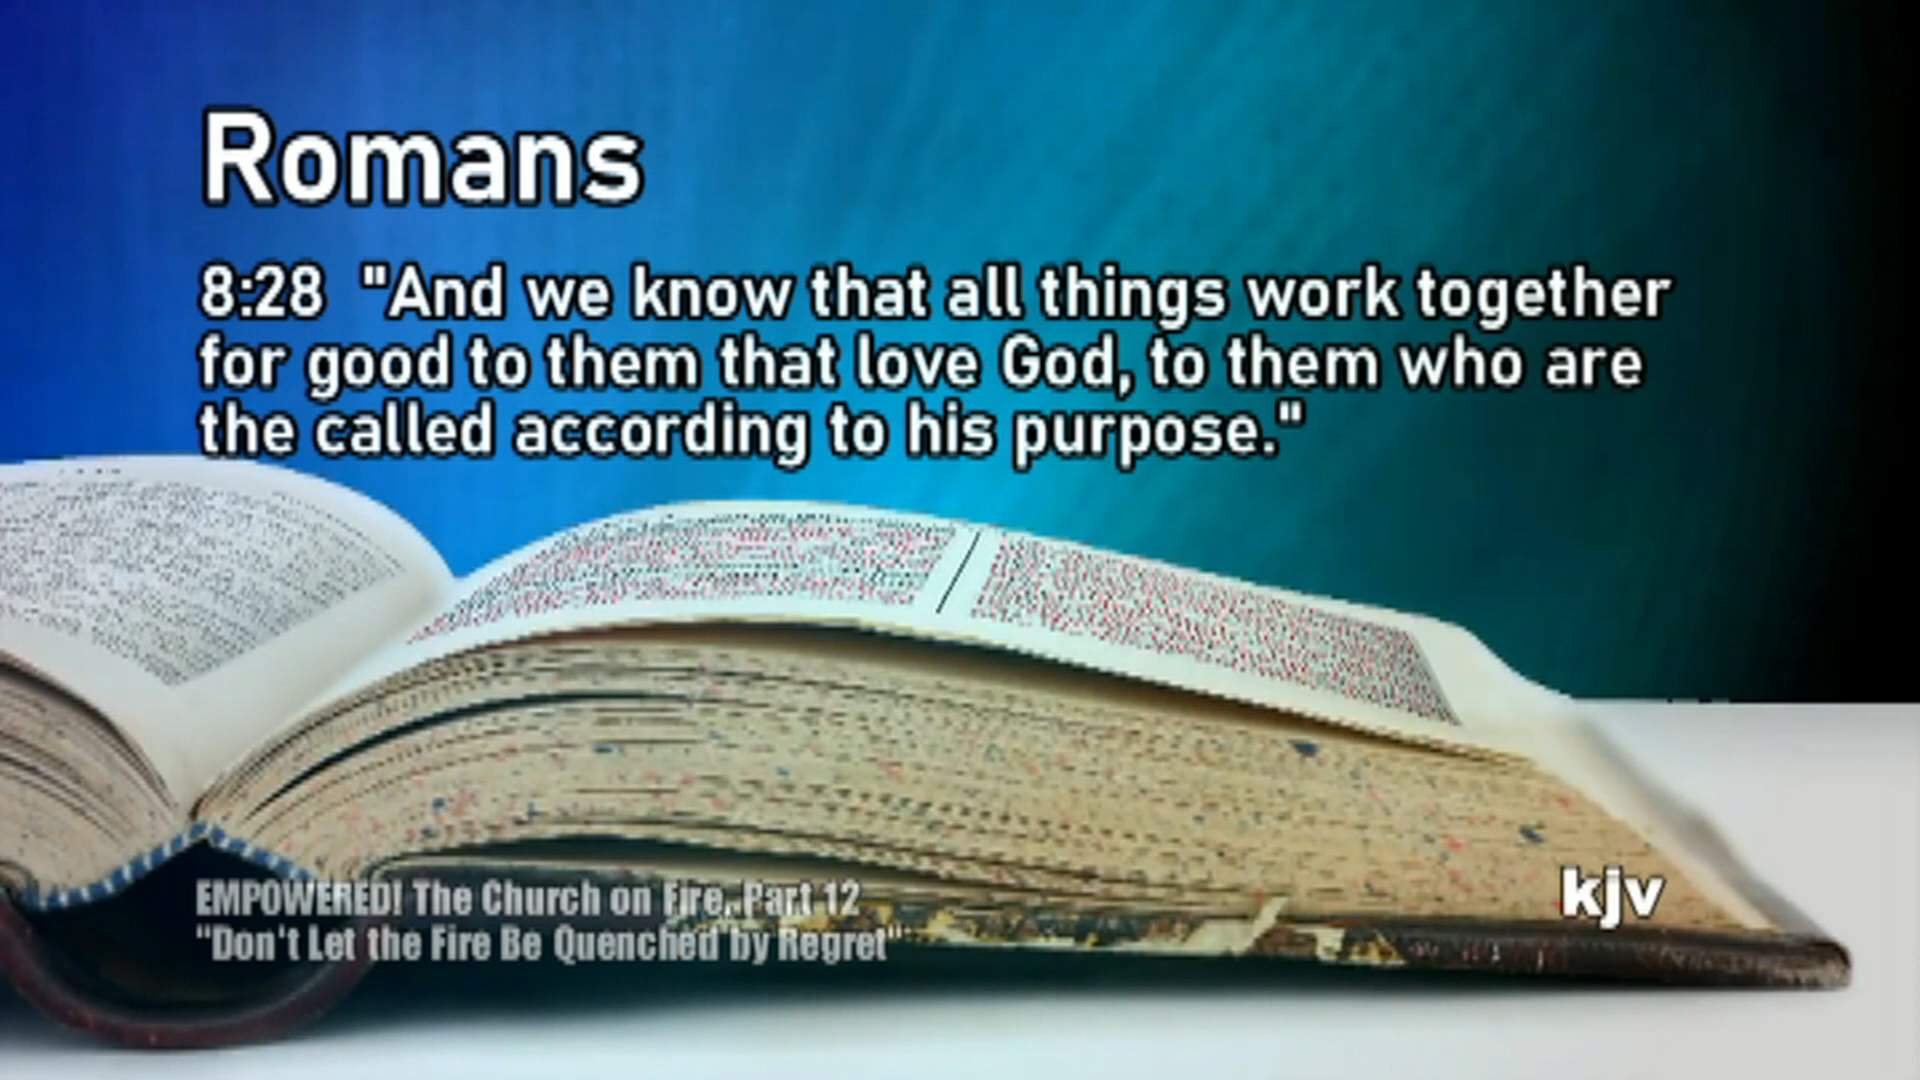 Romans
8:28 "And we know that all things work together
for good to them that love God, to them who are
the called according to his purpose."
EMPOWERED! The Church on Fire, Part 12
"Don't Let the Fire Be Quenched by Regret"
kjv